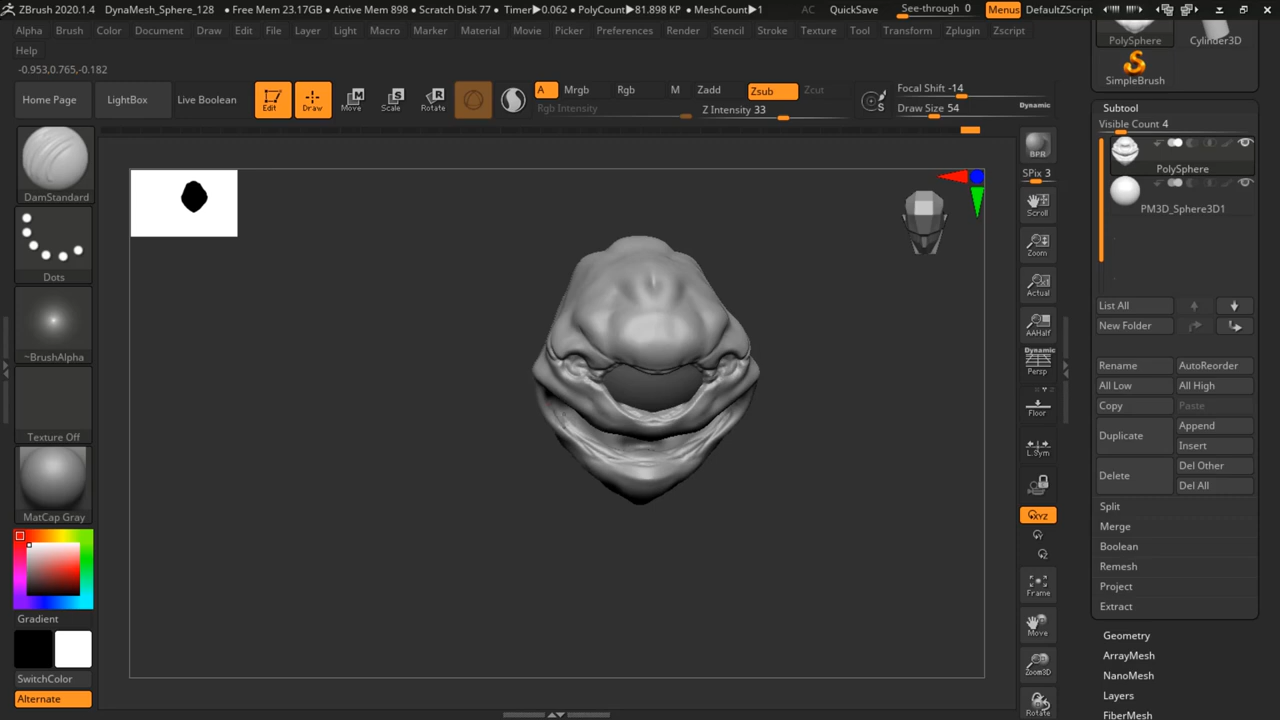 ZBrush 2020.1.4 DynaMesh_Sphere_128 • Free Mem 23.17GB • Active Mem 898 • Scratch Disk 77 • Timer▶0.062 • PolyCount▶81.898 KP • MeshCount▶1 AC QuickSave See-through 0 Menus DefaultZScript
Alpha Brush Color Document Draw Edit File Layer Light Macro Marker Material Movie Picker Preferences Render Stencil Stroke Texture Tool Transform Zplugin Zscript
Help
-0.953,0.765,-0.182
Home Page LightBox Live Boolean Edit Draw Move Scale Rotate A Mrgb Rgb M Zadd Zsub Zcut Focal Shift -14
Rgb Intensity Z Intensity 33 S Draw Size 54 Dynamic
DamStandard
Dots
~BrushAlpha
Texture Off
MatCap Gray
Gradient
SwitchColor
Alternate
BPR
SPix 3
Scroll
Zoom
Actual
AAHalf
Dynamic
Persp
Floor
L.Sym
XYZ
Y
Z
Frame
Move
Zoom3D
Rotate
PolySphere Cylinder3D
SimpleBrush
Subtool
Visible Count 4
PolySphere
PM3D_Sphere3D1
List All
New Folder
Rename AutoReorder
All Low All High
Copy Paste
Duplicate Append
Insert
Delete Del Other
Del All
Split
Merge
Boolean
Remesh
Project
Extract
Geometry
ArrayMesh
NanoMesh
Layers
FiberMesh